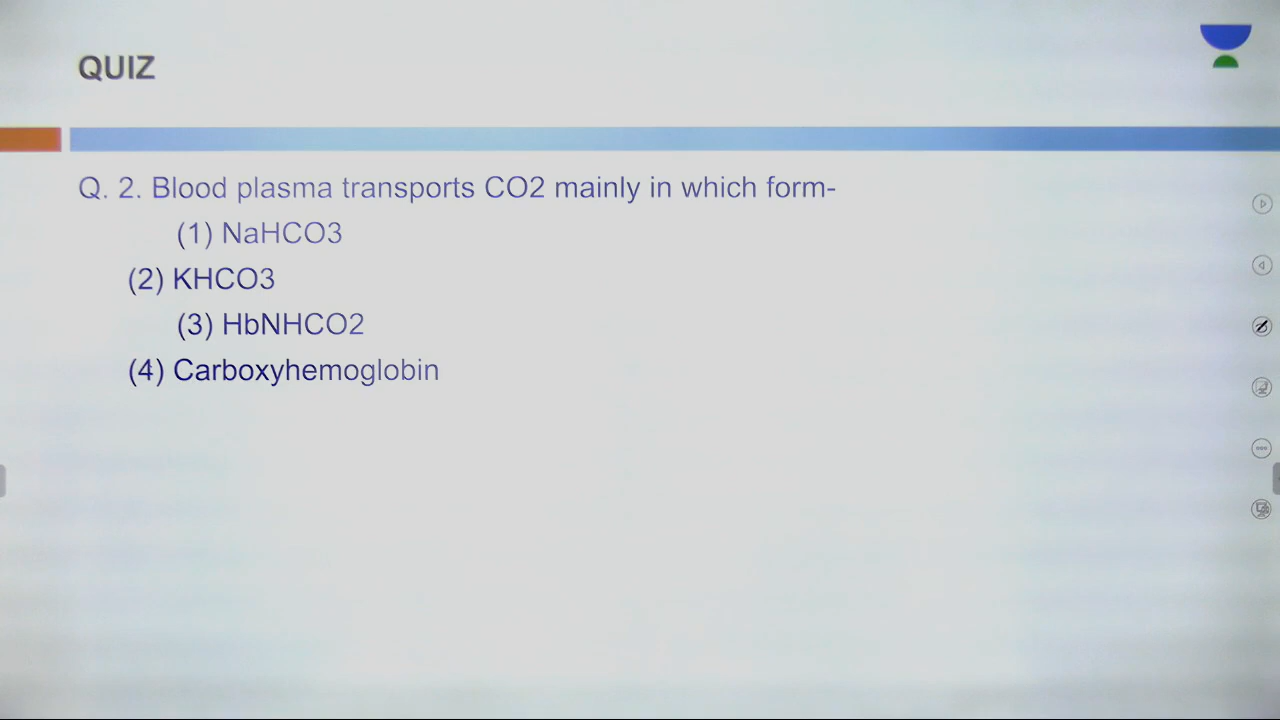 QUIZ
Q. 2. Blood plasma transports CO2 mainly in which form-
(1) NaHCO3
(2) KHCO3
(3) HbNHCO2
(4) Carboxyhemoglobin